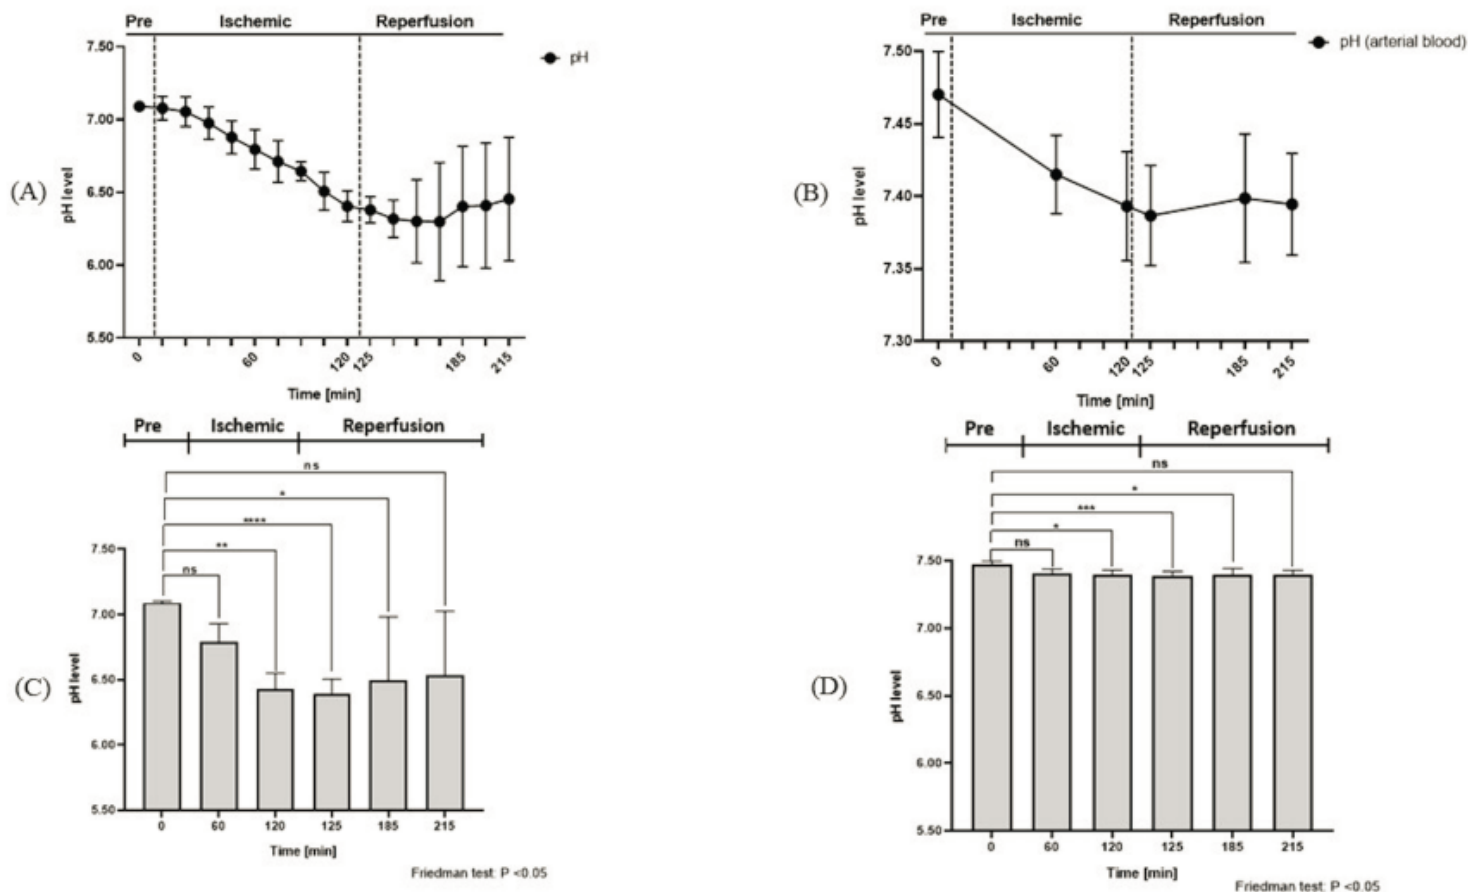 Pre Ischemic Reperfusion
7.50
7.00
6.50
6.00
5.50
pH level
pH
(A)
0 60 120 125 185 215
Time [min]
Pre Ischemic Reperfusion
7.50
7.45
7.40
7.35
7.30
pH level
pH (arterial blood)
(B)
0 60 120 125 185 215
Time [min]
Pre Ischemic Reperfusion
ns
*
****
**
ns
7.50
7.00
6.50
6.00
5.50
pH level
(C)
0 60 120 125 185 215
Time [min]
Friedman test: P <0.05
Pre Ischemic Reperfusion
ns
*
***
*
ns
7.50
7.00
6.50
6.00
5.50
pH level
(D)
0 60 120 125 185 215
Time [min]
Friedman test: P <0.05